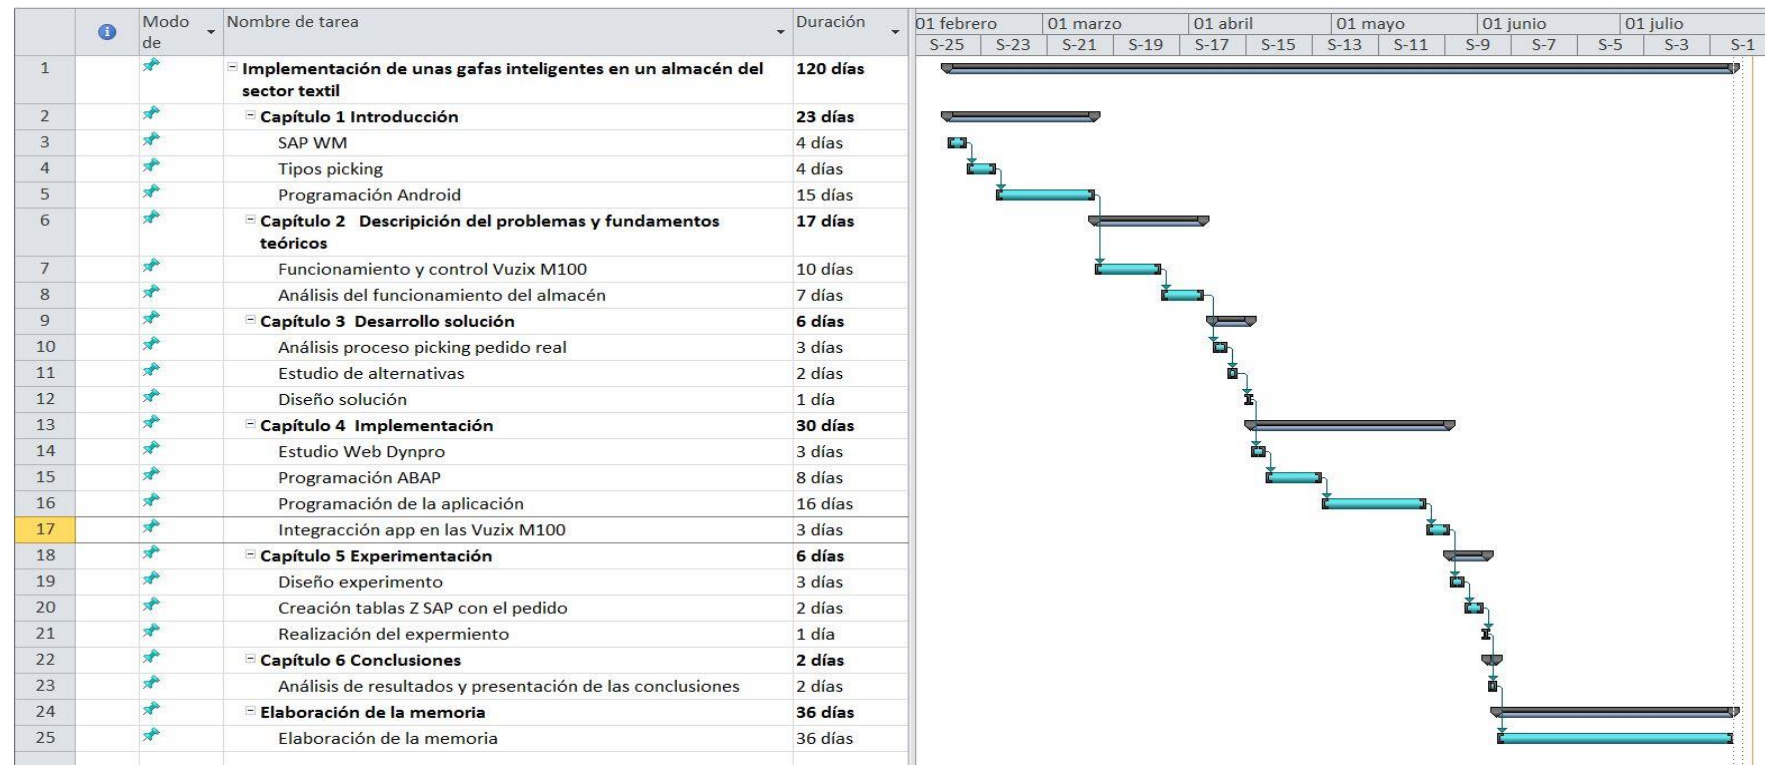 Modo de
Nombre de tarea
Duración
01 febrero 01 marzo 01 abril 01 mayo 01 junio 01 julio
S-25 S-23 S-21 S-19 S-17 S-15 S-13 S-11 S-9 S-7 S-5 S-3 S-1
1 Implementación de unas gafas inteligentes en un almacén del 120 días
sector textil
2 Capítulo 1 Introducción 23 días
3 SAP WM 4 días
4 Tipos picking 4 días
5 Programación Android 15 días
6 Capítulo 2 Descripición del problemas y fundamentos 17 días
teóricos
7 Funcionamiento y control Vuzix M100 10 días
8 Análisis del funcionamiento del almacén 7 días
9 Capítulo 3 Desarrollo solución 6 días
10 Análisis proceso picking pedido real 3 días
11 Estudio de alternativas 2 días
12 Diseño solución 1 día
13 Capítulo 4 Implementación 30 días
14 Estudio Web Dynpro 3 días
15 Programación ABAP 8 días
16 Programación de la aplicación 16 días
17 Integracción app en las Vuzix M100 3 días
18 Capítulo 5 Experimentación 6 días
19 Diseño experimento 3 días
20 Creación tablas Z SAP con el pedido 2 días
21 Realización del expermiento 1 día
22 Capítulo 6 Conclusiones 2 días
23 Análisis de resultados y presentación de las conclusiones 2 días
24 Elaboración de la memoria 36 días
25 Elaboración de la memoria 36 días